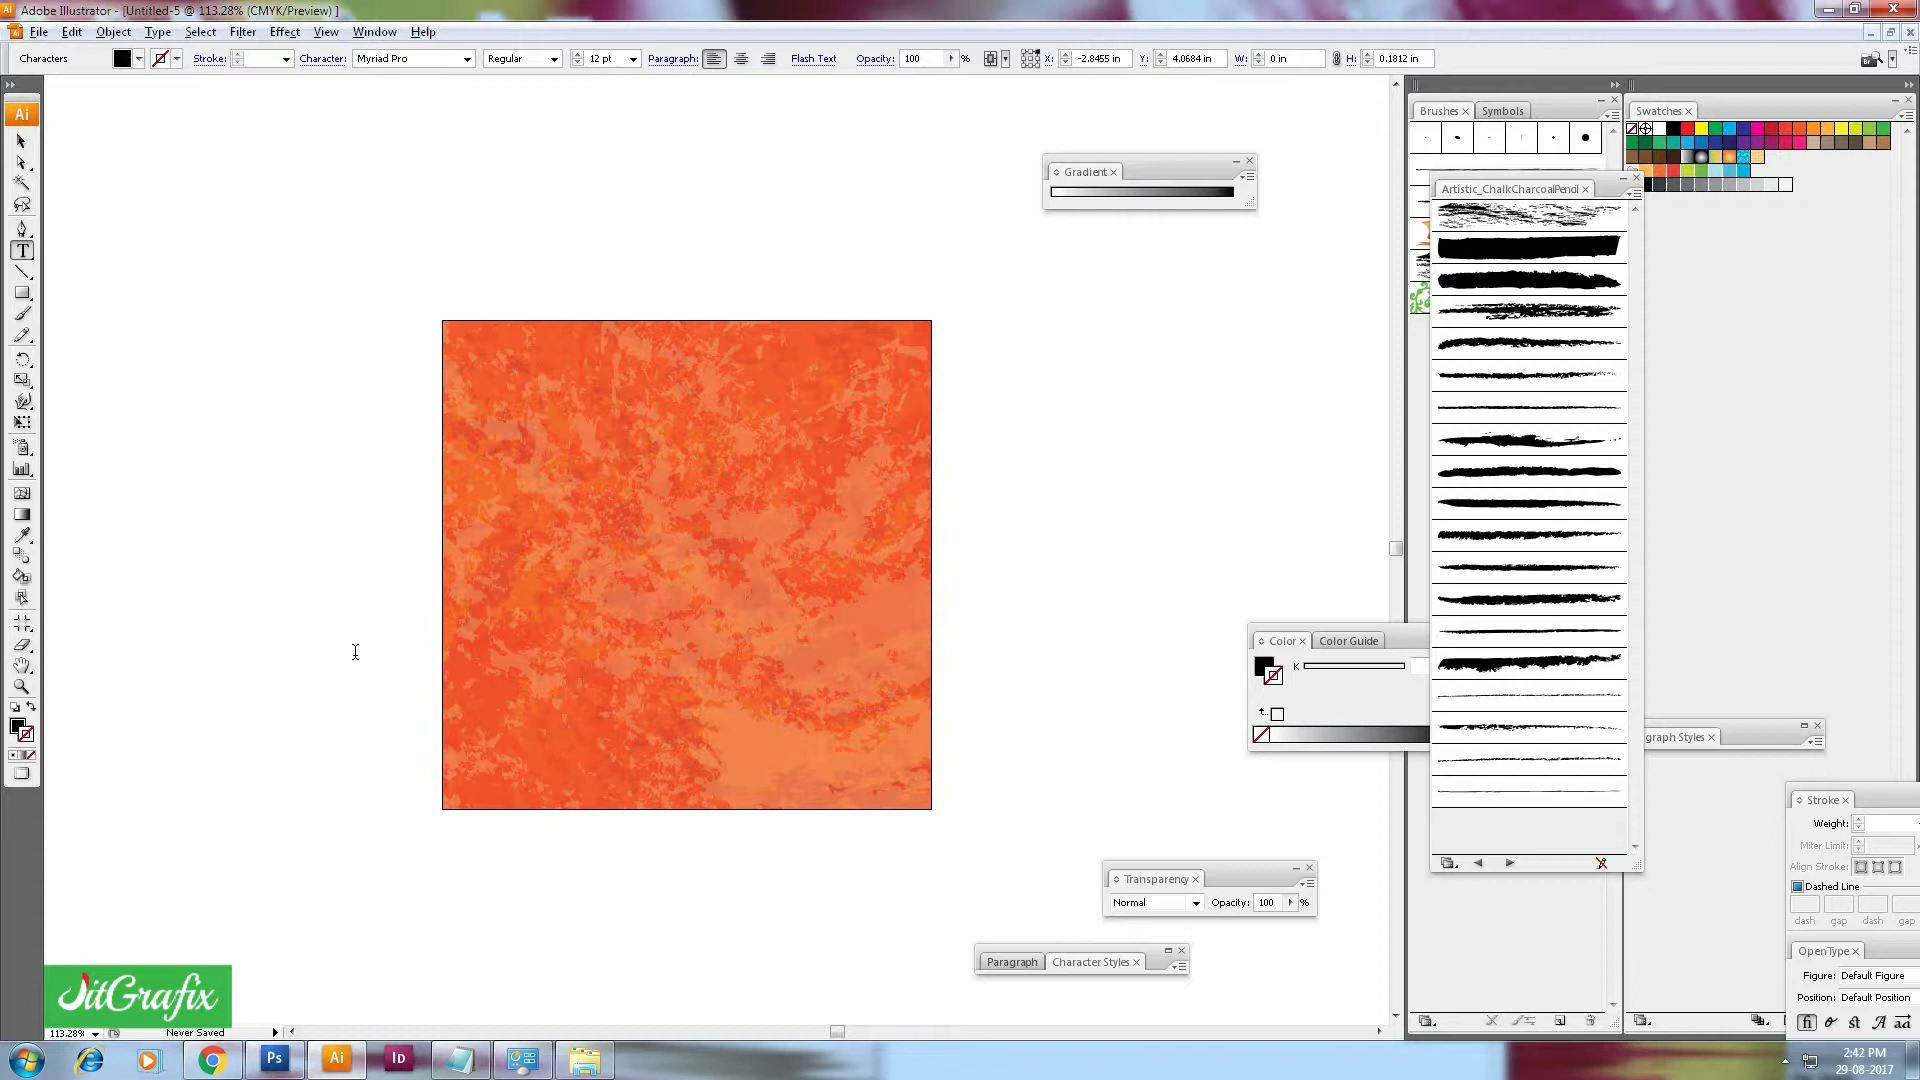 Adobe Illustrator - [Untitled-5 @ 113.28% (CMYK/Preview) ]
File Edit Object Type Select Filter Effect View Window Help
Characters Stroke: Character: Myriad Pro Regular 12 pt Paragraph: Flash Text Opacity: 100 % X: -2.8455 in Y: 4.0684 in W: 0 in H: 0.1812 in
Ai
Brushes Symbols
Swatches
Gradient
Artistic_ChalkCharcoalPencil
Color Color Guide
K
graph Styles
Stroke
Weight:
Miter Limit:
Align Stroke:
Dashed Line
dash gap dash gap
Transparency
Normal Opacity: 100 %
Paragraph Character Styles
OpenType
Figure: Default Figure
Position: Default Position
JitGrafix
113.28% Never Saved
Ps Ai Id
2:42 PM
29-08-2017